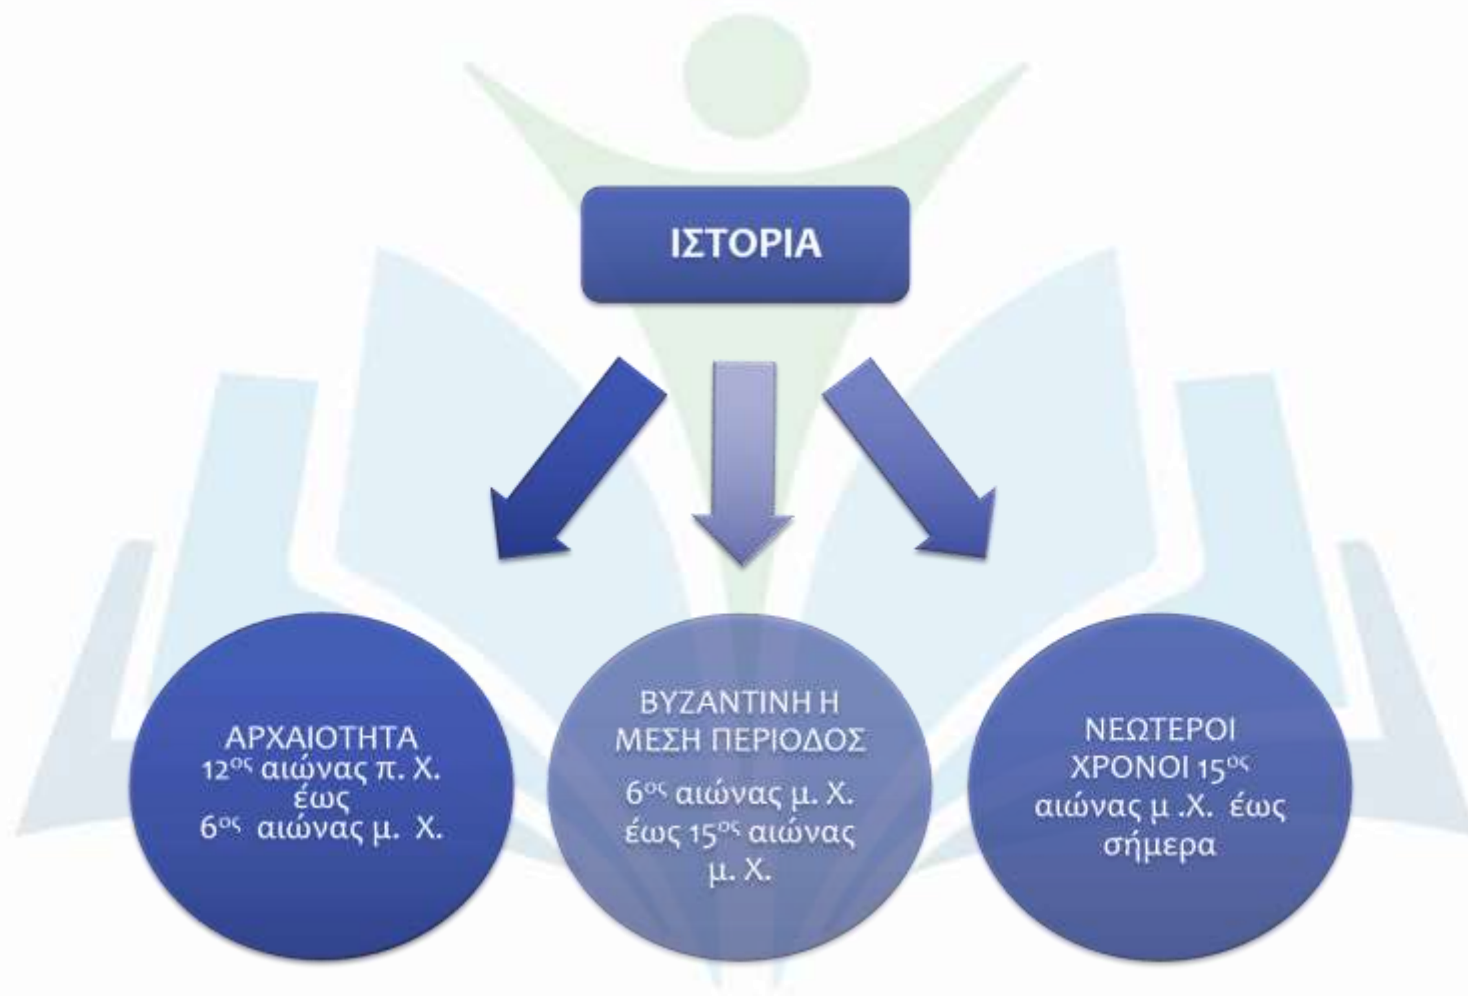 ΙΣΤΟΡΙΑ
ΑΡΧΑΙΟΤΗΤΑ
12ος αιώνας π. Χ.
έως
6ος αιώνας μ. Χ.
ΒΥΖΑΝΤΙΝΗ Η
ΜΕΣΗ ΠΕΡΙΟΔΟΣ
6ος αιώνας μ. Χ.
έως 15ος αιώνας
μ. Χ.
ΝΕΩΤΕΡΟΙ
ΧΡΟΝΟΙ 15ος
αιώνας μ .Χ. έως
σήμερα